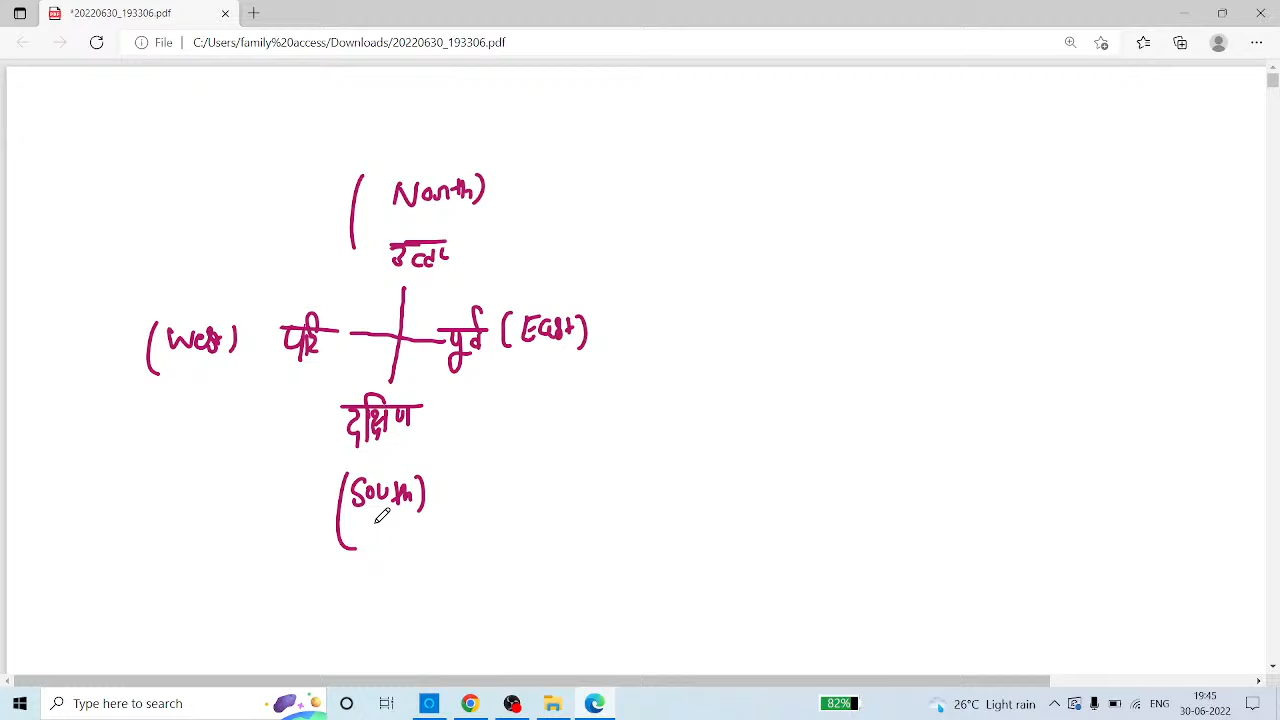 *20220630_193306.pdf
File | C:/Users/family%20access/Downloads/20220630_193306.pdf
(North)
उत्तर
(West) पश्चि पूर्व (East)
दक्षिण
(South)
Type here to search 82% 26°C Light rain ENG 19:45
30-06-2022